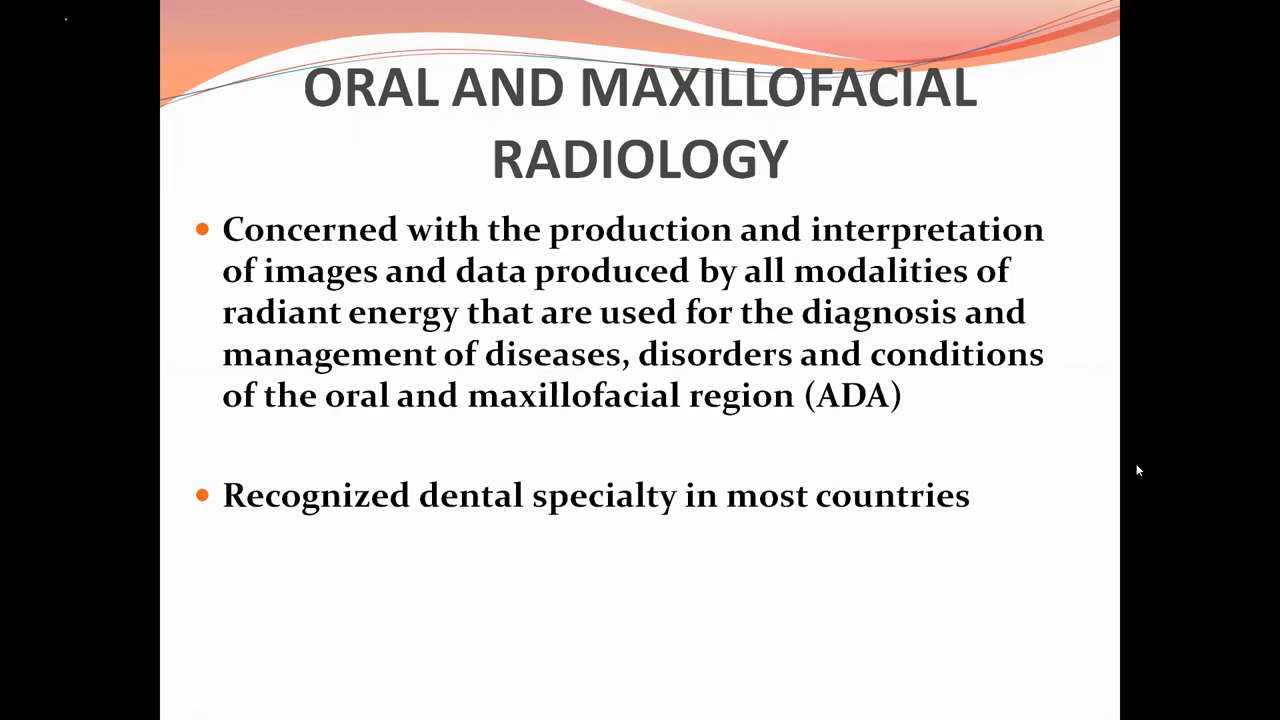 ORAL AND MAXILLOFACIAL
RADIOLOGY
• Concerned with the production and interpretation
of images and data produced by all modalities of
radiant energy that are used for the diagnosis and
management of diseases, disorders and conditions
of the oral and maxillofacial region (ADA)
• Recognized dental specialty in most countries